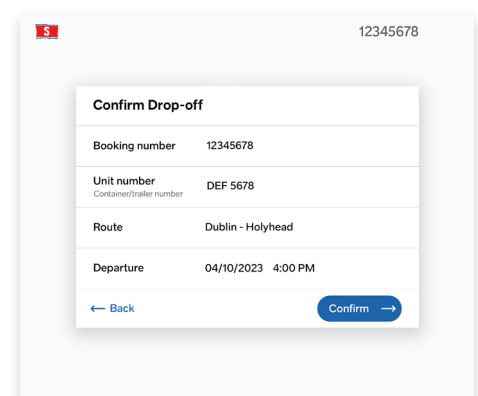 S
12345678
Confirm Drop-off
Booking number 12345678
Unit number DEF 5678
Container/trailer number
Route Dublin - Holyhead
Departure 04/10/2023 4:00 PM
← Back Confirm →